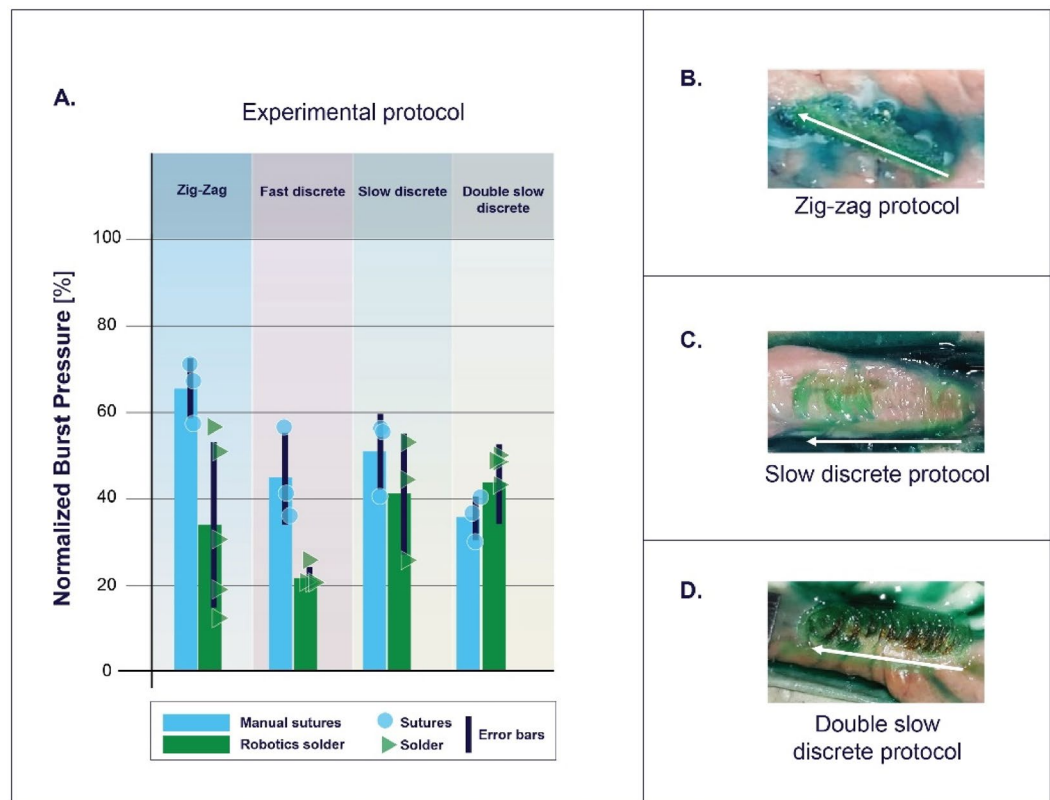 A.
Experimental protocol
Zig-Zag
Fast discrete
Slow discrete
Double slow
discrete
Normalized Burst Pressure [%]
100
80
60
40
20
0
Manual sutures
Robotics solder
Sutures
Solder
Error bars
B.
Zig-zag protocol
C.
Slow discrete protocol
D.
Double slow
discrete protocol